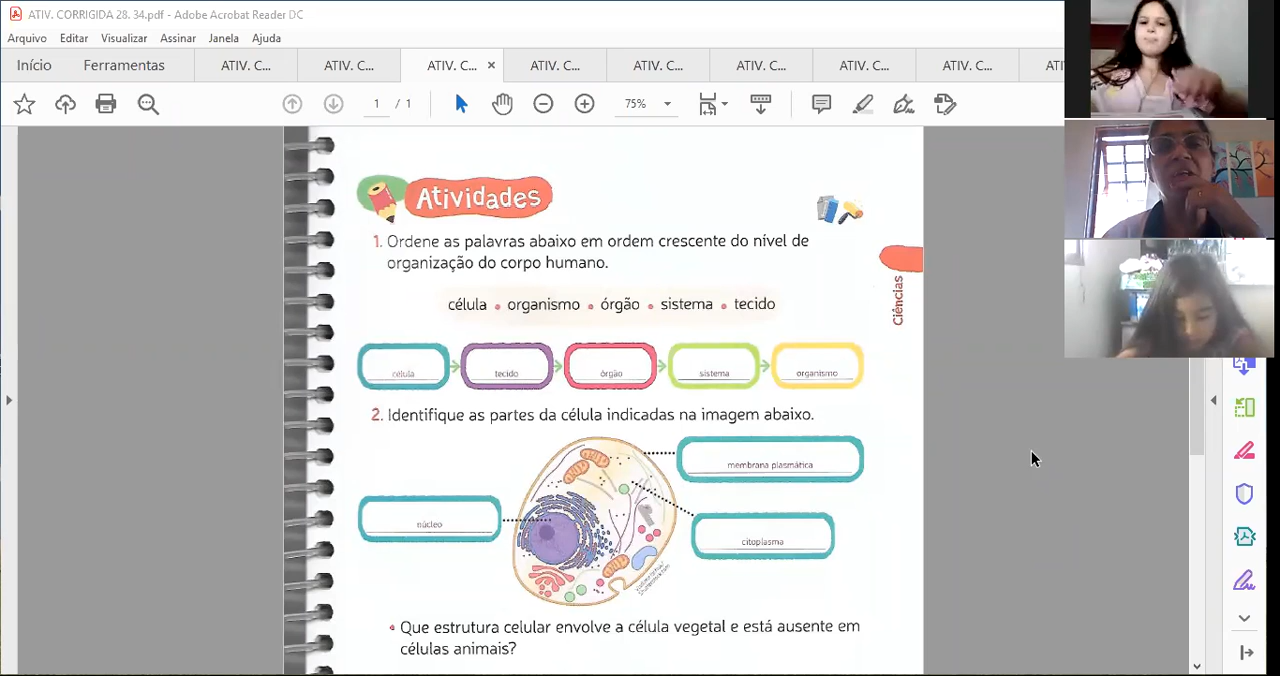 ATIV. CORRIGIDA 28. 34.pdf - Adobe Acrobat Reader DC
Arquivo Editar Visualizar Assinar Janela Ajuda
Início Ferramentas ATIV. C... ATIV. C... ATIV. C... × ATIV. C... ATIV. C... ATIV. C... ATIV. C... ATIV. C...
1 / 1 75%
Atividades
1. Ordene as palavras abaixo em ordem crescente do nível de
organização do corpo humano.
Ciências
célula • organismo • órgão • sistema • tecido
célula tecido órgão sistema organismo
2. Identifique as partes da célula indicadas na imagem abaixo.
membrana plasmática
núcleo
citoplasma
• Que estrutura celular envolve a célula vegetal e está ausente em
células animais?